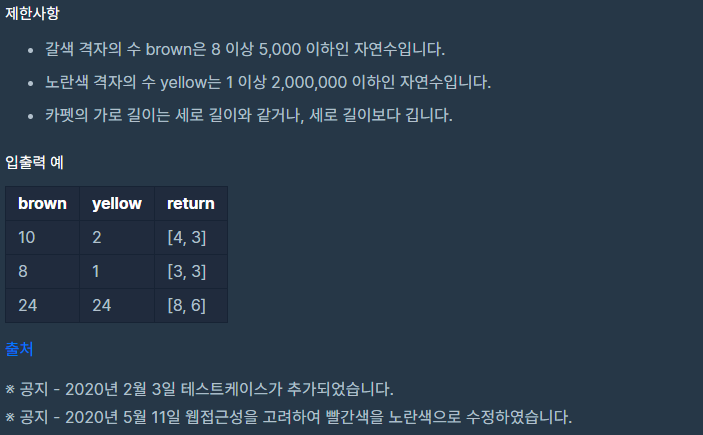 제한사항
갈색 격자의 수 brown은 8 이상 5,000 이하인 자연수입니다.
노란색 격자의 수 yellow는 1 이상 2,000,000 이하인 자연수입니다.
카펫의 가로 길이는 세로 길이와 같거나, 세로 길이보다 깁니다.
입출력 예
brown yellow return
10 2 [4, 3]
8 1 [3, 3]
24 24 [8, 6]
출처
※ 공지 - 2020년 2월 3일 테스트케이스가 추가되었습니다.
※ 공지 - 2020년 5월 11일 웹접근성을 고려하여 빨간색을 노란색으로 수정하였습니다.